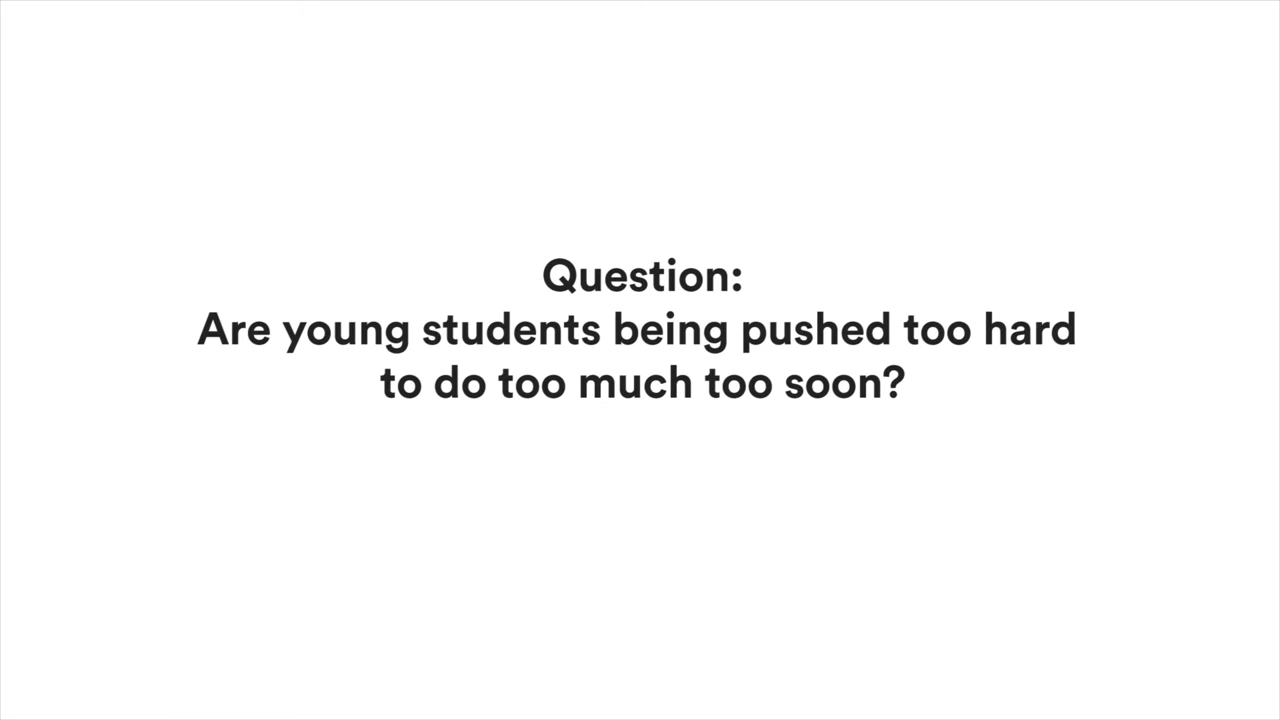 Question:
Are young students being pushed too hard
to do too much too soon?